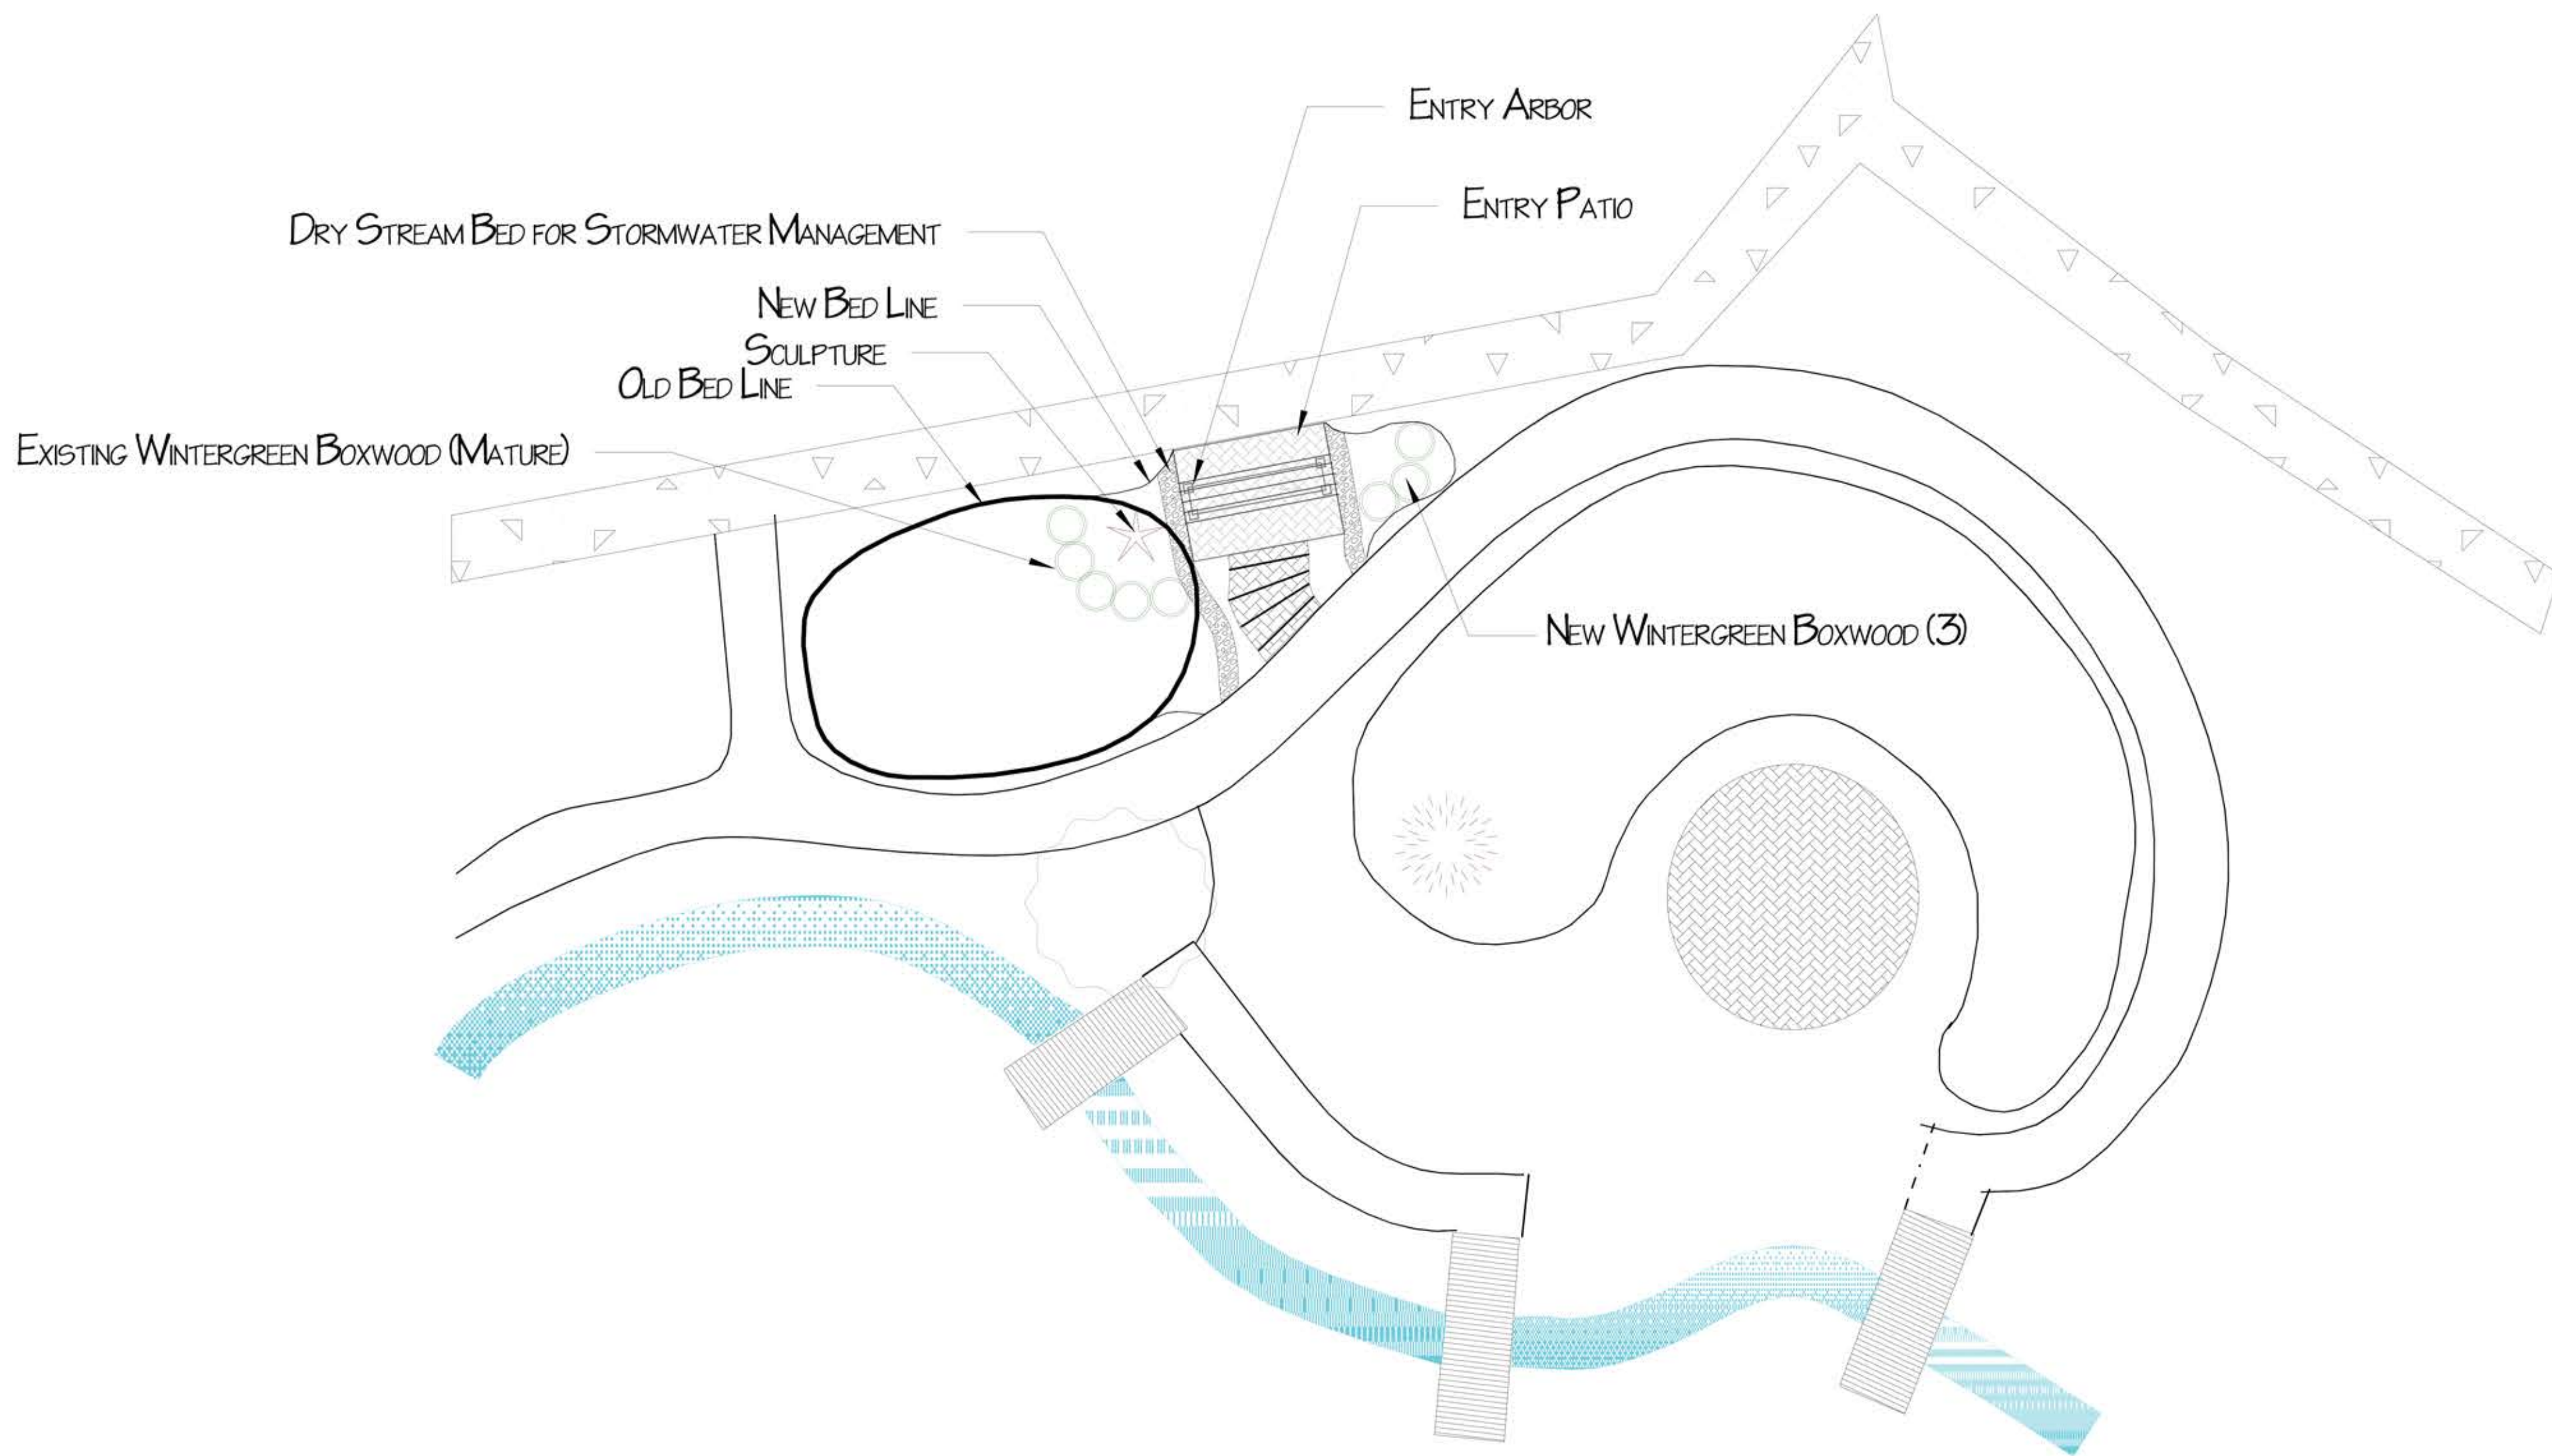 Entry Arbor
Entry Patio
Dry Stream Bed for Stormwater Management
New Bed Line
Sculpture
Old Bed Line
Existing Wintergreen Boxwood (Mature)
New Wintergreen Boxwood (3)